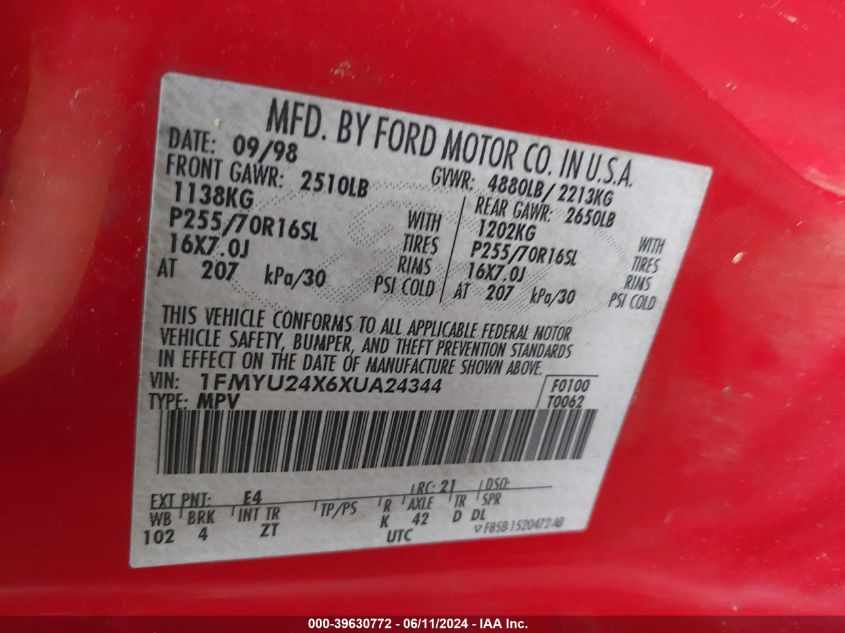 MFD. BY FORD MOTOR CO. IN U.S.A.
DATE: 09/98 GVWR: 4880LB/ 2213KG
FRONT GAWR: 2510LB REAR GAWR: 2650LB
1138KG WITH 1202KG WITH
P255/70R16SL TIRES P255/70R16SL TIRES
16X7.0J RIMS 16X7.0J RIMS
AT 207 kPa/30 PSI COLD AT 207 kPa/30 PSI COLD
THIS VEHICLE CONFORMS TO ALL APPLICABLE FEDERAL MOTOR
VEHICLE SAFETY, BUMPER, AND THEFT PREVENTION STANDARDS
IN EFFECT ON THE DATE OF MANUFACTURE SHOWN ABOVE.
VIN: 1FMYU24X6XUA24344 F0100
TYPE: MPV T0062
EXT PNT: E4 RC: 21 DSO:
WB BRK INT TR TP/PS R AXLE TR SPR
102 4 ZT K 42 D DL
UTC F85B-1520472-AB
000-39630772 - 06/11/2024 - IAAI.com Inc.